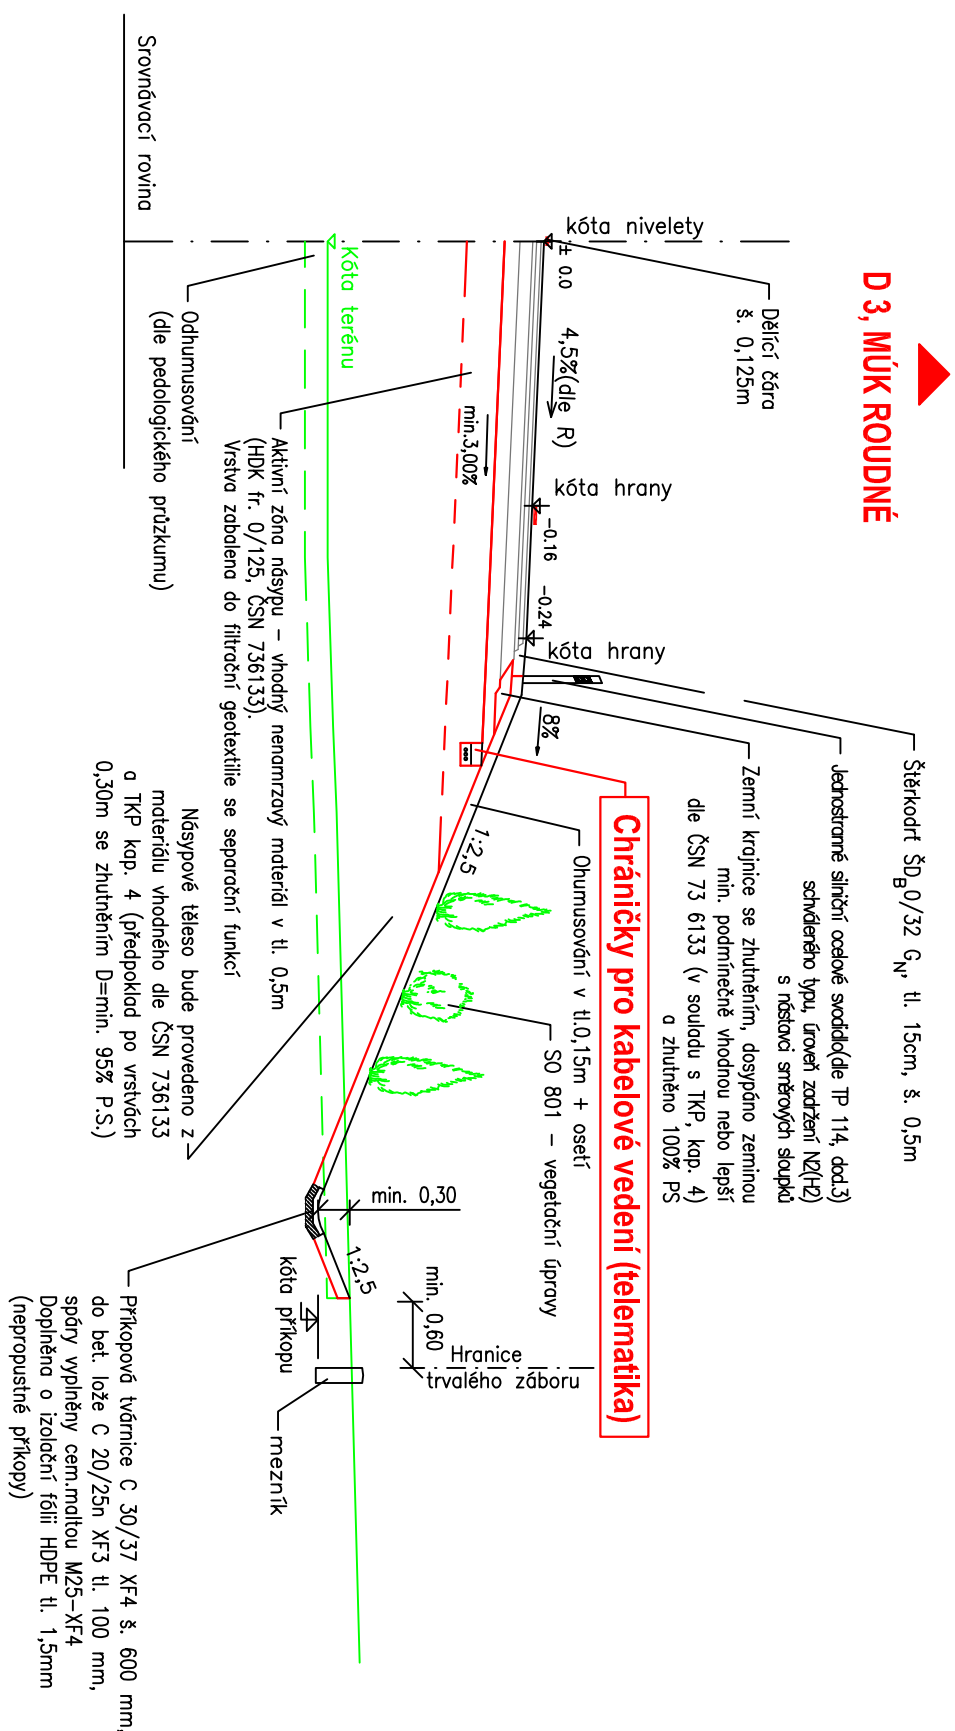 D 3, MÚK ROUDNÉ
Štěrkodrť ŠDB 0/32 GN, tl. 15cm, š. 0,5m
Jednostranné silniční ocelové svodidlo(dle TP 114, dod.3)
schváleného typu, úroveň zadržení N2(H2)
s nástavci směrových sloupků
Dělící čára
š. 0,125m
Zemní krajnice se zhutněním, dosypáno zeminou
min. podmínečně vhodnou nebo lepší
dle ČSN 73 6133 (v souladu s TKP, kap. 4)
a zhutněno 100% PS
Chráničky pro kabelové vedení (telematika)
kóta nivelety
± 0.0
4,5%(dle R)
kóta hrany
-0.16
-0.24
kóta hrany
8%
min.3,00%
1:2,5
Ohumusování v tl.0,15m + osetí
SO 801 – vegetační úpravy
min. 0,30
1:2,5
min. 0,60
Hranice
trvalého záboru
Kóta terénu
kóta příkopu
mezník
Aktivní zóna násypu – vhodný nenamrzavý materiál v tl. 0,5m
(HDK fr. 0/125, ČSN 736133).
Vrstva zabalena do filtrační geotextilie se separační funkcí
Odhumusování
(dle pedologického průzkumu)
Násypové těleso bude provedeno z
materiálu vhodného dle ČSN 736133
a TKP kap. 4 (předpoklad po vrstvách
0,30m se zhutněním D=min. 95% P.S.)
Srovnávací rovina
Příkopová tvárnice C 30/37 XF4 š. 600 mm,
do bet. lože C 20/25n XF3 tl. 100 mm,
spáry vyplněny cem.maltou M25–XF4
Doplněna o izolační fólii HDPE tl. 1,5mm
(nepropustné příkopy)